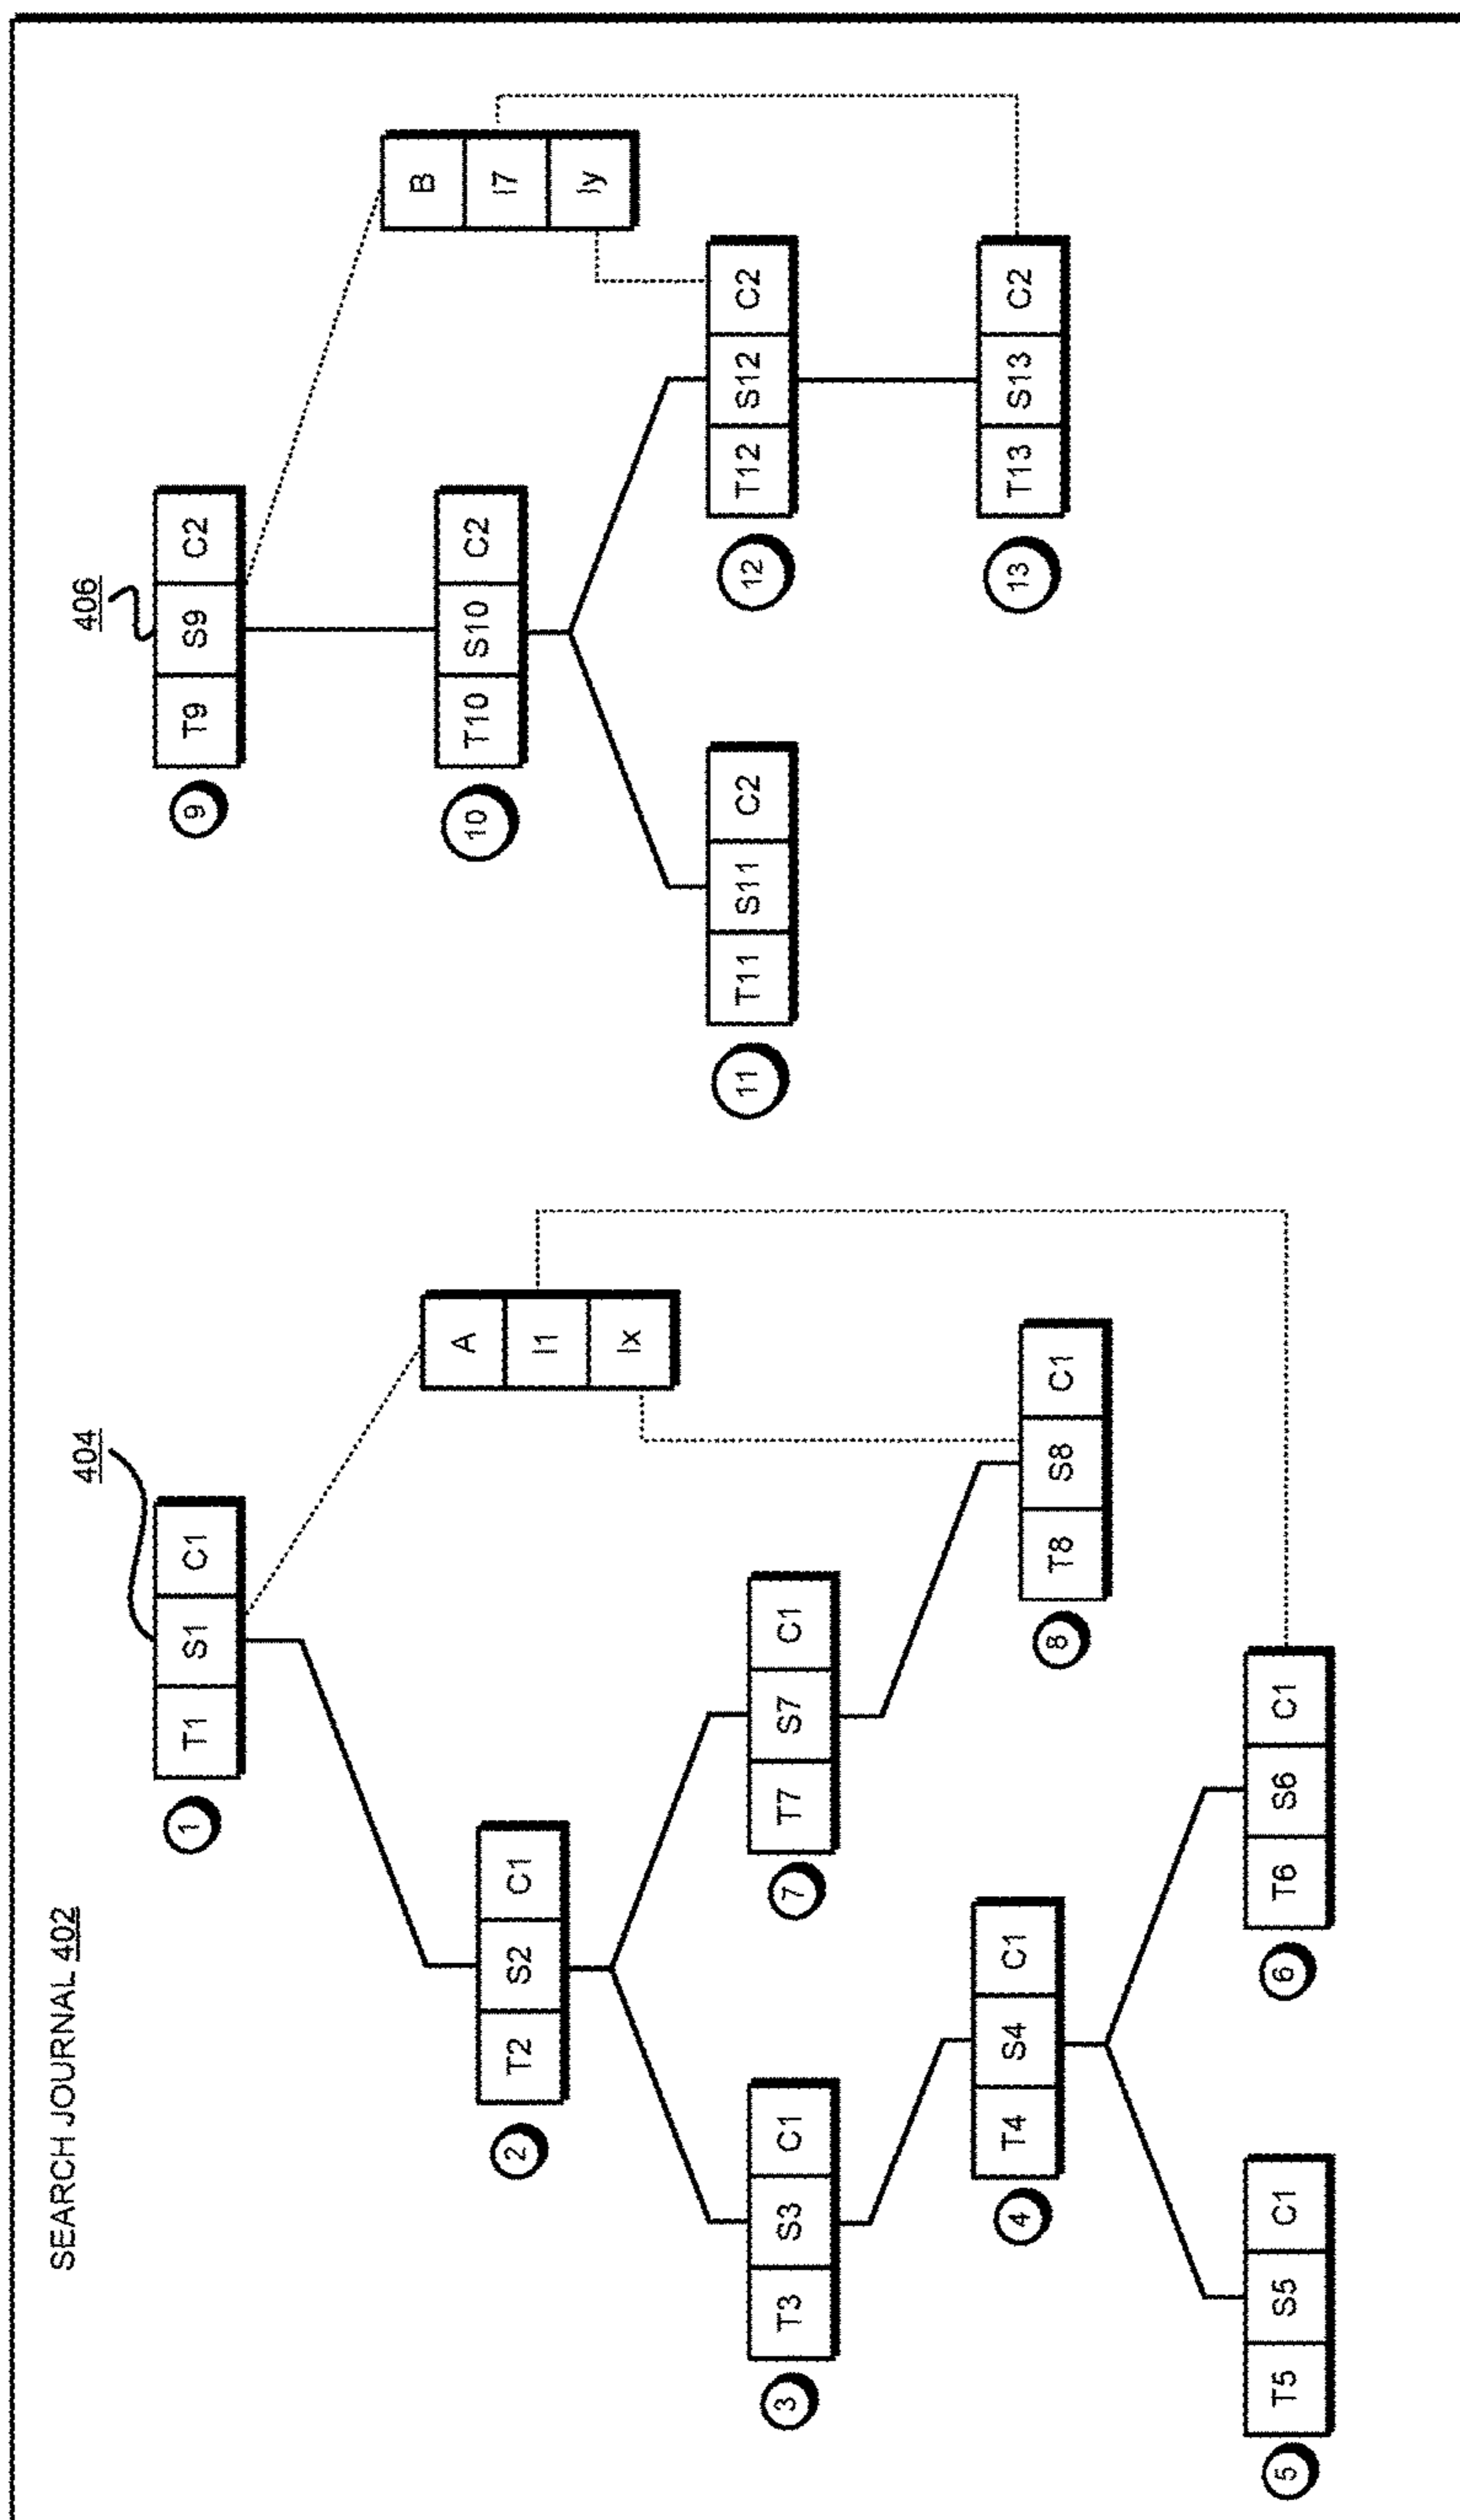 SEARCH JOURNAL 402
404
1 T1 S1 C1
2 T2 S2 C1
A
I1
Ix
3 T3 S3 C1
7 T7 S7 C1
4 T4 S4 C1
8 T8 S8 C1
5 T5 S5 C1
6 T6 S6 C1
406
9 T9 S9 C2
B
I7
Iy
10 T10 S10 C2
11 T11 S11 C2
12 T12 S12 C2
13 T13 S13 C2